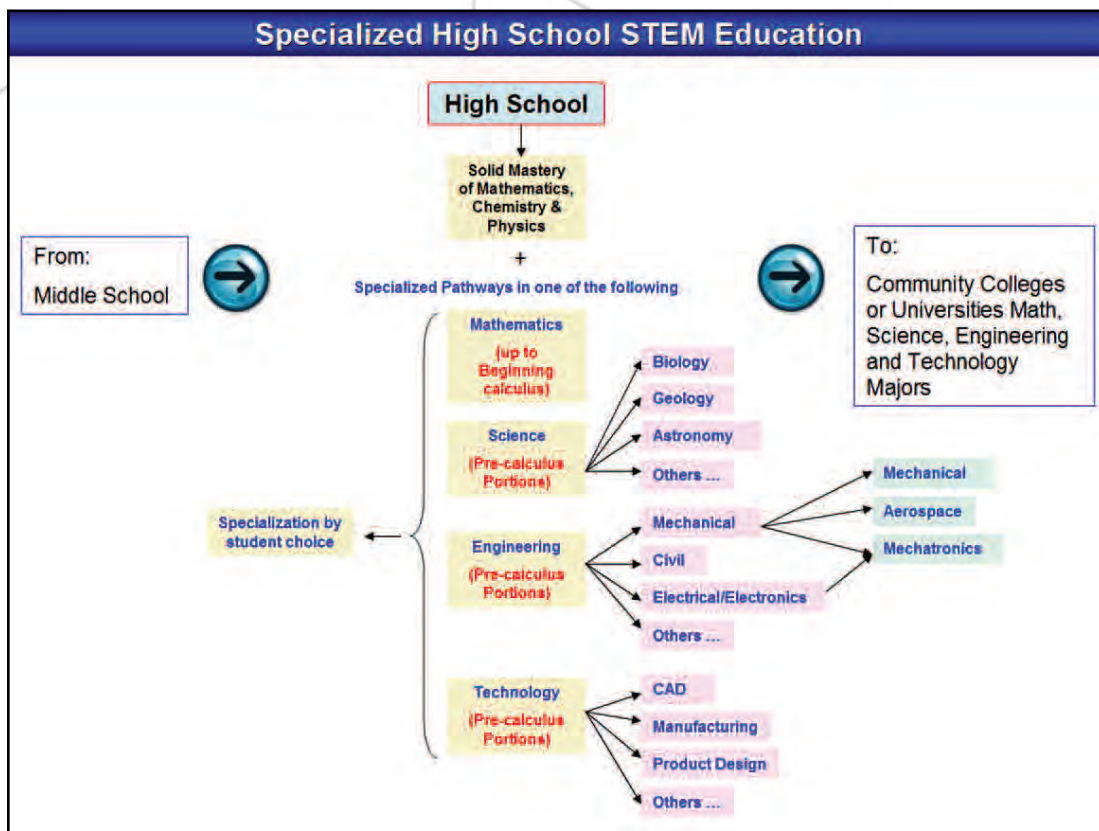 Specialized High School STEM Education
High School
Solid Mastery
of Mathematics,
Chemistry &
Physics
From:
Middle School
+
To:
Community Colleges
or Universities Math,
Science, Engineering
and Technology
Majors
Specialized Pathways in one of the following
Mathematics
(up to
Beginning
calculus)
Science
(Pre-calculus
Portions)
Biology
Geology
Astronomy
Others ...
Specialization by
student choice
Engineering
(Pre-calculus
Portions)
Mechanical
Civil
Electrical/Electronics
Others ...
Mechanical
Aerospace
Mechatronics
Technology
(Pre-calculus
Portions)
CAD
Manufacturing
Product Design
Others ...